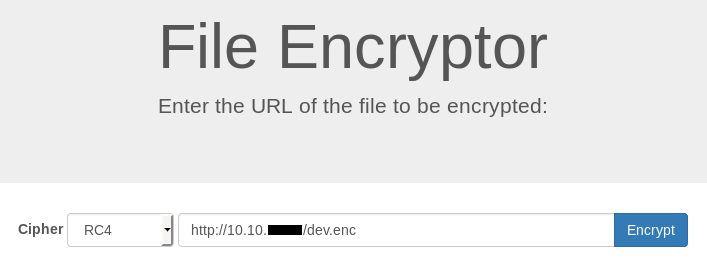 File Encryptor
Enter the URL of the file to be encrypted:
Cipher RC4 http://10.10. /dev.enc Encrypt